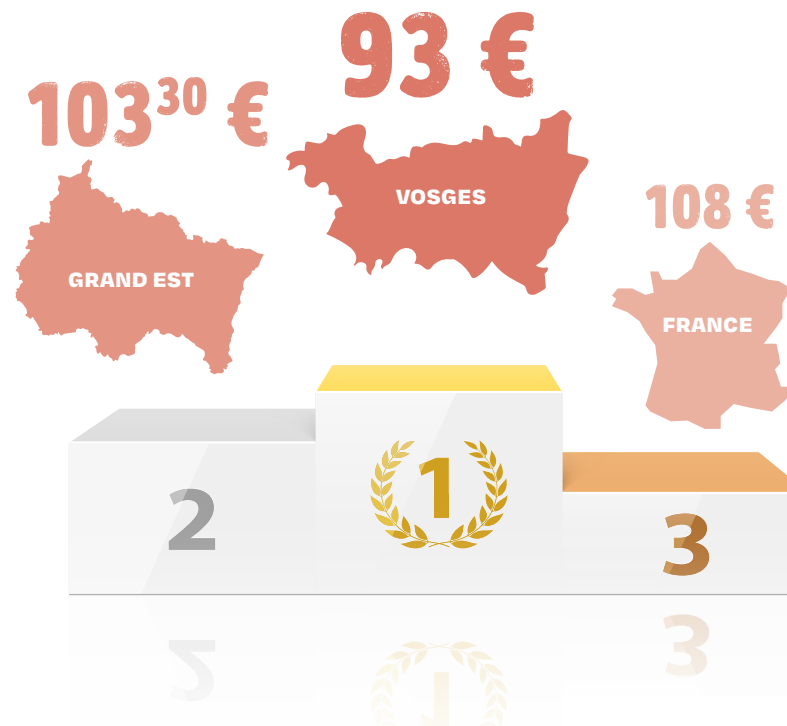 93 €
103³⁰ €
VOSGES
108 €
GRAND EST
FRANCE
1
2
3